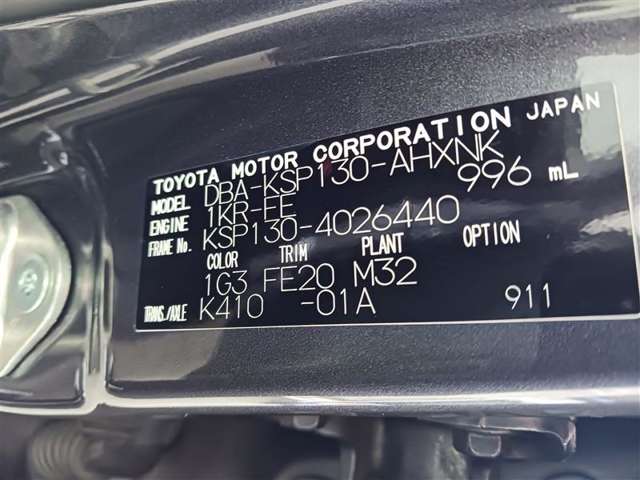 TOYOTA MOTOR CORPORATION JAPAN
MODEL DBA-KSP130-AHXNK
ENGINE 1KR-FE 996 mL
FRAME No. KSP130-4026440
COLOR TRIM PLANT OPTION
1G3 FE20 M32
TRANS./AXLE K410 -01A 911